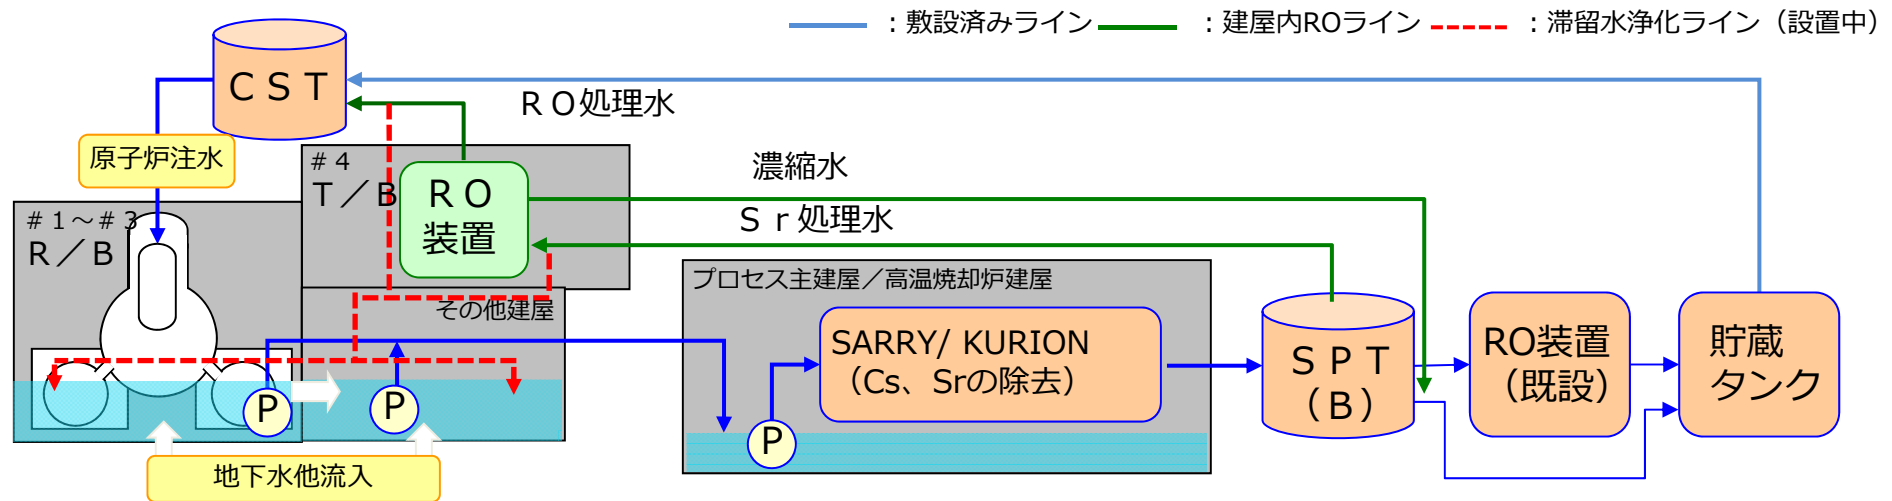 ：敷設済みライン
：建屋内ROライン
：滞留水浄化ライン（設置中）
ＣＳＴ
ＲＯ処理水
原子炉注水
＃４
Ｔ／Ｂ
ＲＯ
装置
濃縮水
Ｓｒ処理水
＃１～＃３
Ｒ／Ｂ
その他建屋
プロセス主建屋／高温焼却炉建屋
SARRY/ KURION
（Cs、Srの除去）
ＳＰＴ
（Ｂ）
RO装置
（既設）
貯蔵
タンク
P
P
P
地下水他流入